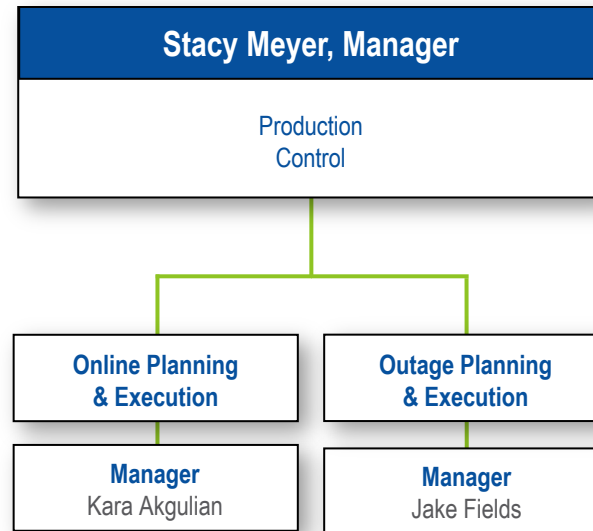 Stacy Meyer, Manager
Production
Control
Online Planning
& Execution
Manager
Kara Akgulian
Outage Planning
& Execution
Manager
Jake Fields